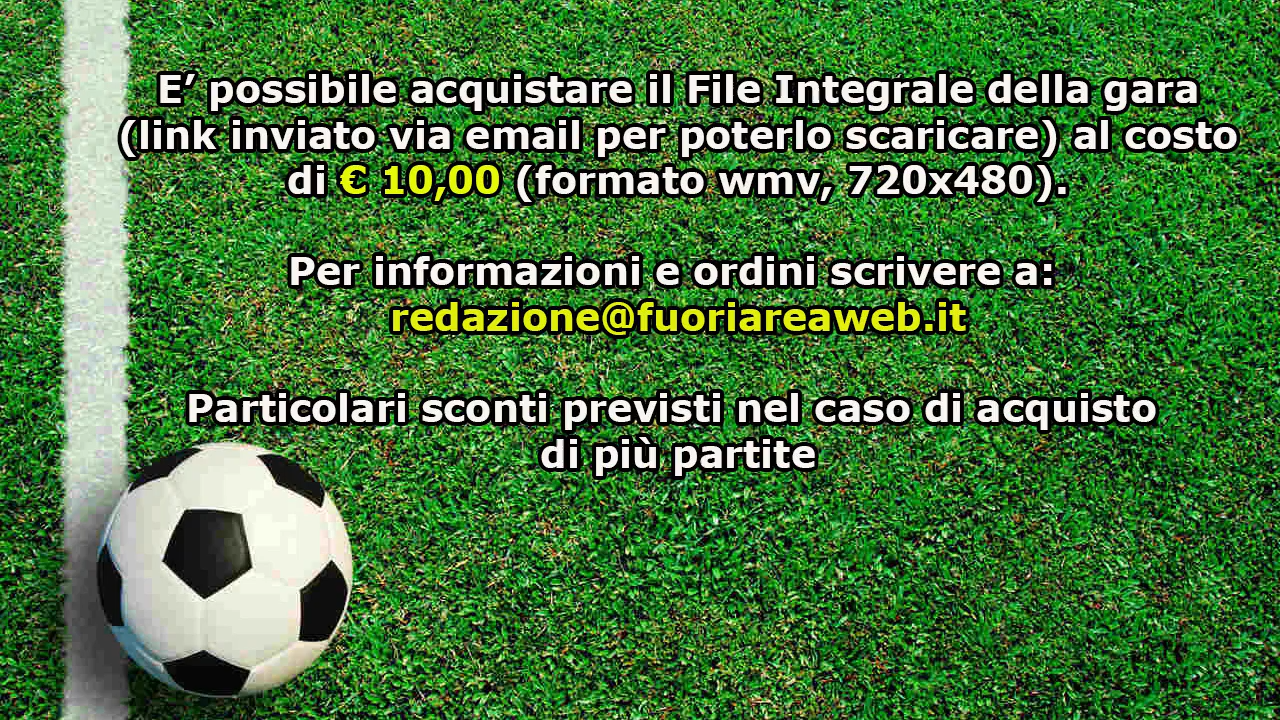 E’ possibile acquistare il File Integrale della gara
(link inviato via email per poterlo scaricare) al costo
di € 10,00 (formato wmv, 720x480).
Per informazioni e ordini scrivere a:
redazione@fuoriareaweb.it
Particolari sconti previsti nel caso di acquisto
di più partite